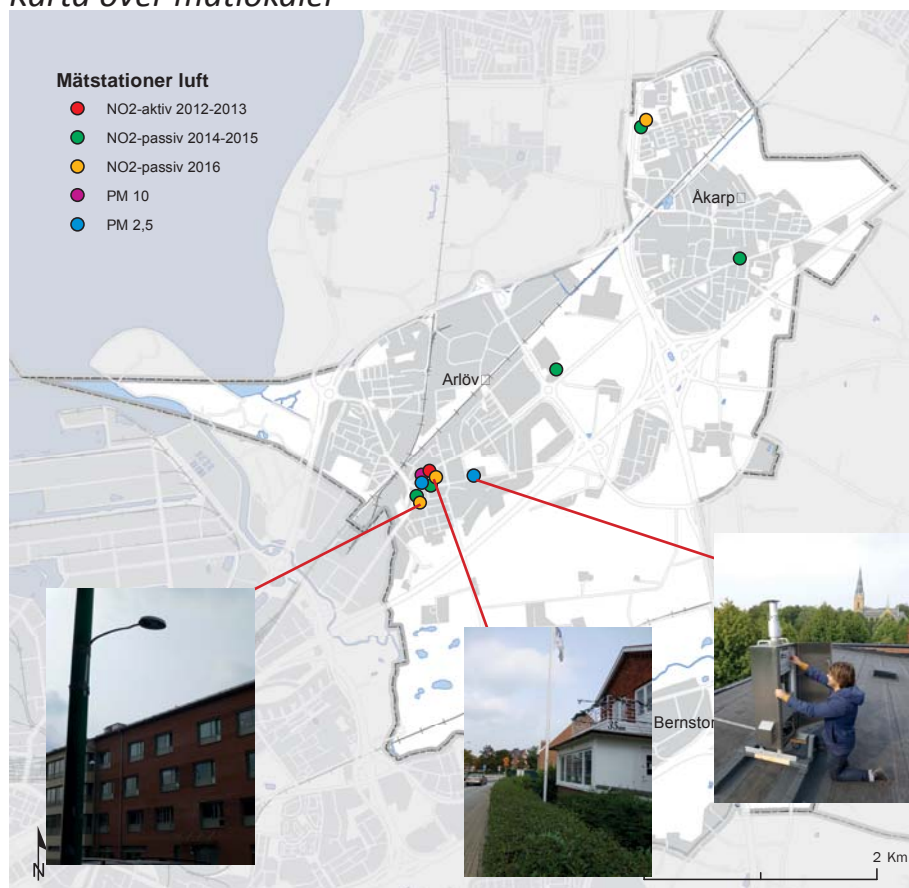 Karta över mätlokaler
Mätstationer luft
NO2-aktiv 2012-2013
NO2-passiv 2014-2015
NO2-passiv 2016
PM 10
PM 2,5
Åkarp
Arlöv
Bernstor
2 Km
N